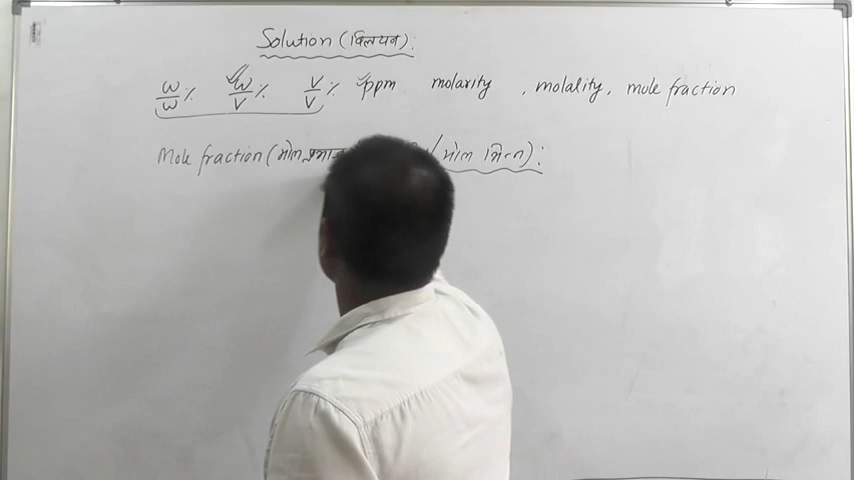 Solution (विलयन):
w/w % w/v % v/v % ppm molarity , molality, mole fraction
Mole fraction (मोल / मोल भिन्न):